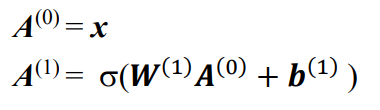 A⁽⁰⁾ = x
A⁽¹⁾ = σ(W⁽¹⁾A⁽⁰⁾ + b⁽¹⁾ )